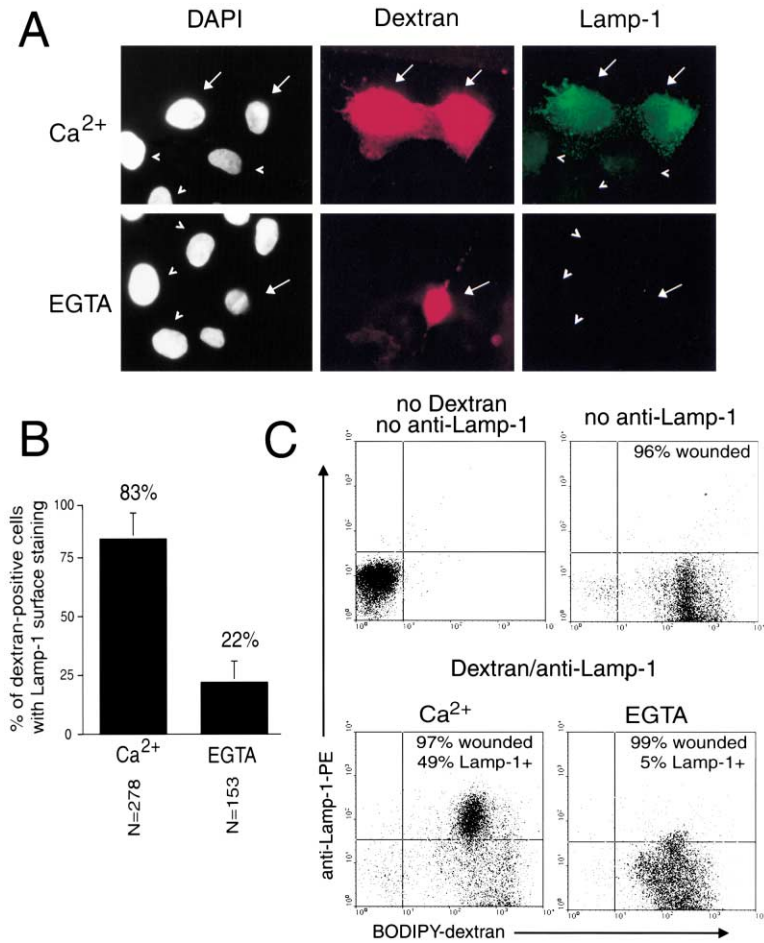 A
DAPI
Dextran
Lamp-1
Ca2+
EGTA
B
% of dextran-positive cells
with Lamp-1 surface staining
100
75
50
25
0
83%
22%
Ca2+
EGTA
N=278
N=153
C
no Dextran
no anti-Lamp-1
no anti-Lamp-1
96% wounded
Dextran/anti-Lamp-1
Ca2+
97% wounded
49% Lamp-1+
EGTA
99% wounded
5% Lamp-1+
anti-Lamp-1-PE
BODIPY-dextran